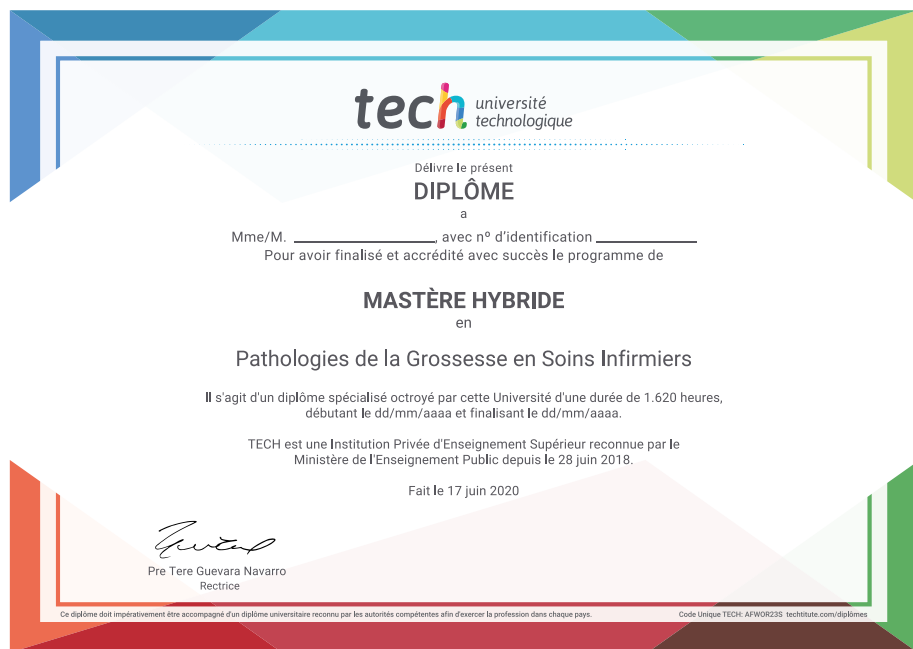 tech université
technologique
Délivre le présent
DIPLÔME
a
Mme/M. ________________, avec nº d'identification ____________
Pour avoir finalisé et accrédité avec succès le programme de
MASTÈRE HYBRIDE
en
Pathologies de la Grossesse en Soins Infirmiers
Il s'agit d'un diplôme spécialisé octroyé par cette Université d'une durée de 1.620 heures,
débutant le dd/mm/aaaa et finalisant le dd/mm/aaaa.
TECH est une Institution Privée d'Enseignement Supérieur reconnue par le
Ministère de l'Enseignement Public depuis le 28 juin 2018.
Fait le 17 juin 2020
Pre Tere Guevara Navarro
Rectrice
Ce diplôme doit impérativement être accompagné d'un diplôme universitaire reconnu par les autorités compétentes afin d'exercer la profession dans chaque pays.
Code Unique TECH: AFWOR23S techtitute.com/diplômes